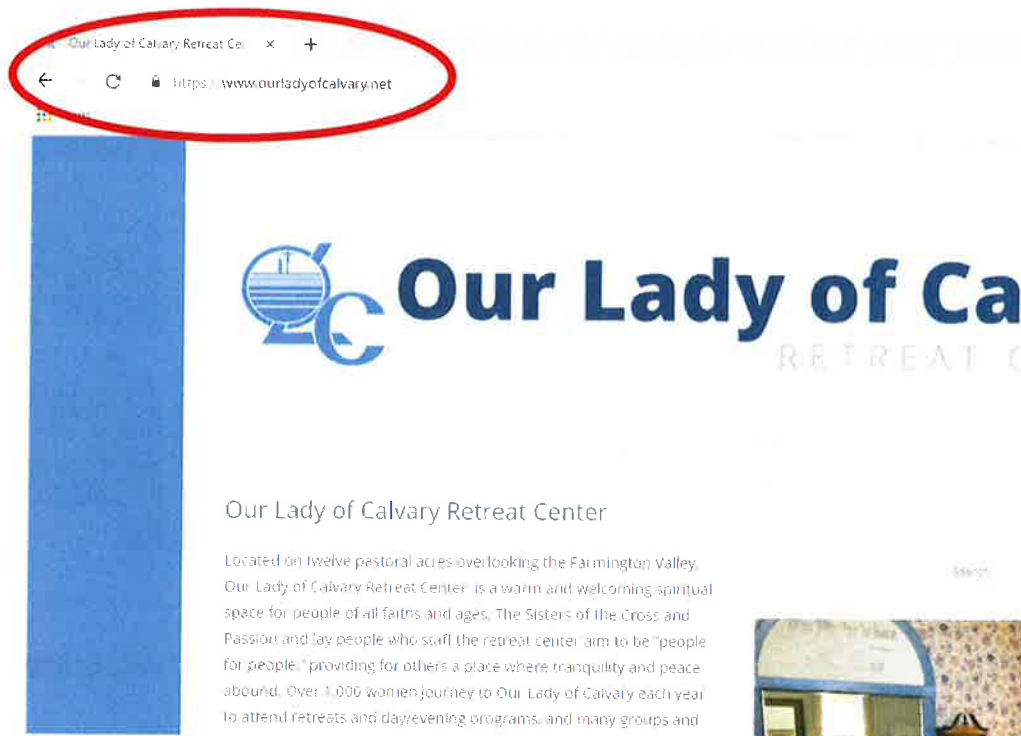 Our Lady of Calvary Retreat Ce
https://www.ourladyofcalvary.net
Our Lady of Ca
RETREAT C
Our Lady of Calvary Retreat Center
Located on twelve pastoral acres overlooking the Farmington Valley,
Our Lady of Calvary Retreat Center is a warm and welcoming spiritual
space for people of all faiths and ages. The Sisters of the Cross and
Passion and lay people who staff the retreat center aim to be "people
for people," providing for others a place where tranquility and peace
abound. Over 1,000 women journey to Our Lady of Calvary each year
to attend retreats and day/evening programs, and many groups and
Search